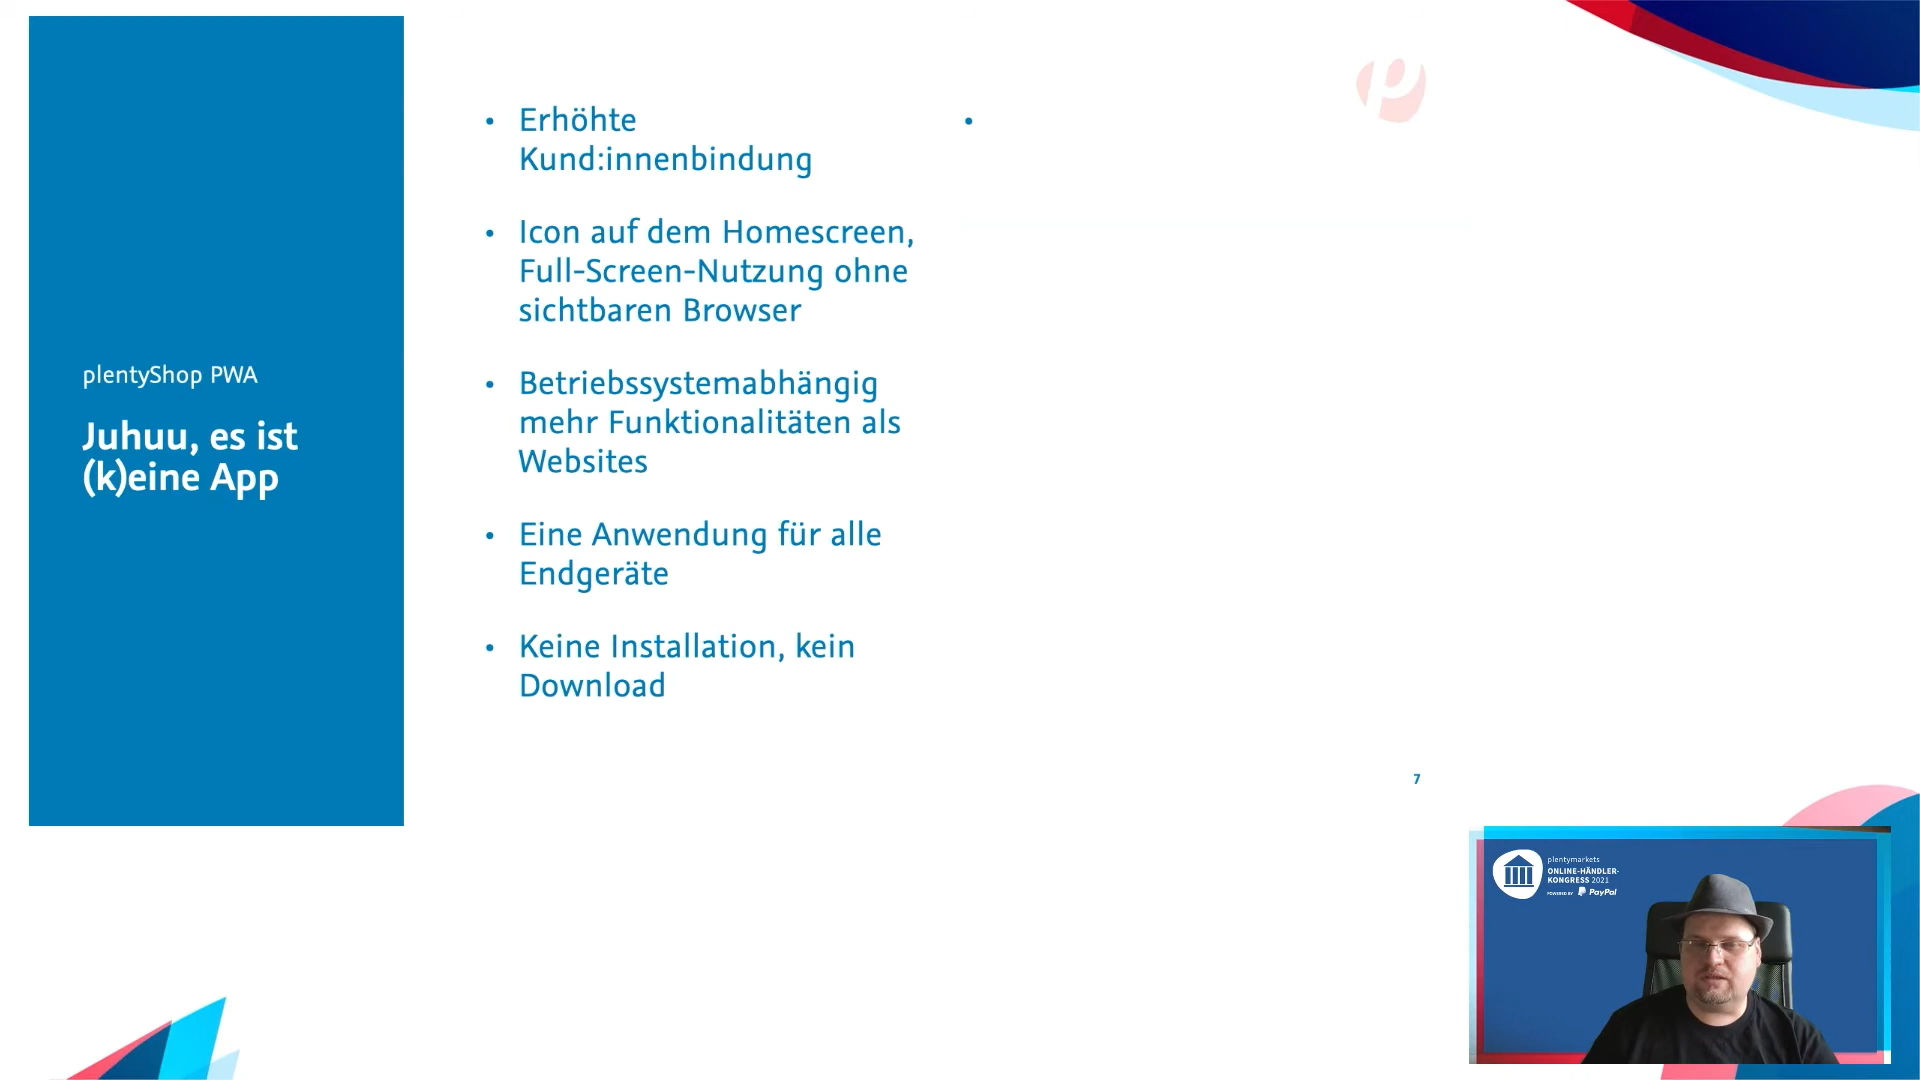 plentyShop PWA
Juhuu, es ist
(k)eine App
• Erhöhte
Kund:innenbindung
• Icon auf dem Homescreen,
Full-Screen-Nutzung ohne
sichtbaren Browser
• Betriebssystemabhängig
mehr Funktionalitäten als
Websites
• Eine Anwendung für alle
Endgeräte
• Keine Installation, kein
Download
•
7
plentymarkets
ONLINE-HÄNDLER-
KONGRESS 2021
POWERED BY PayPal